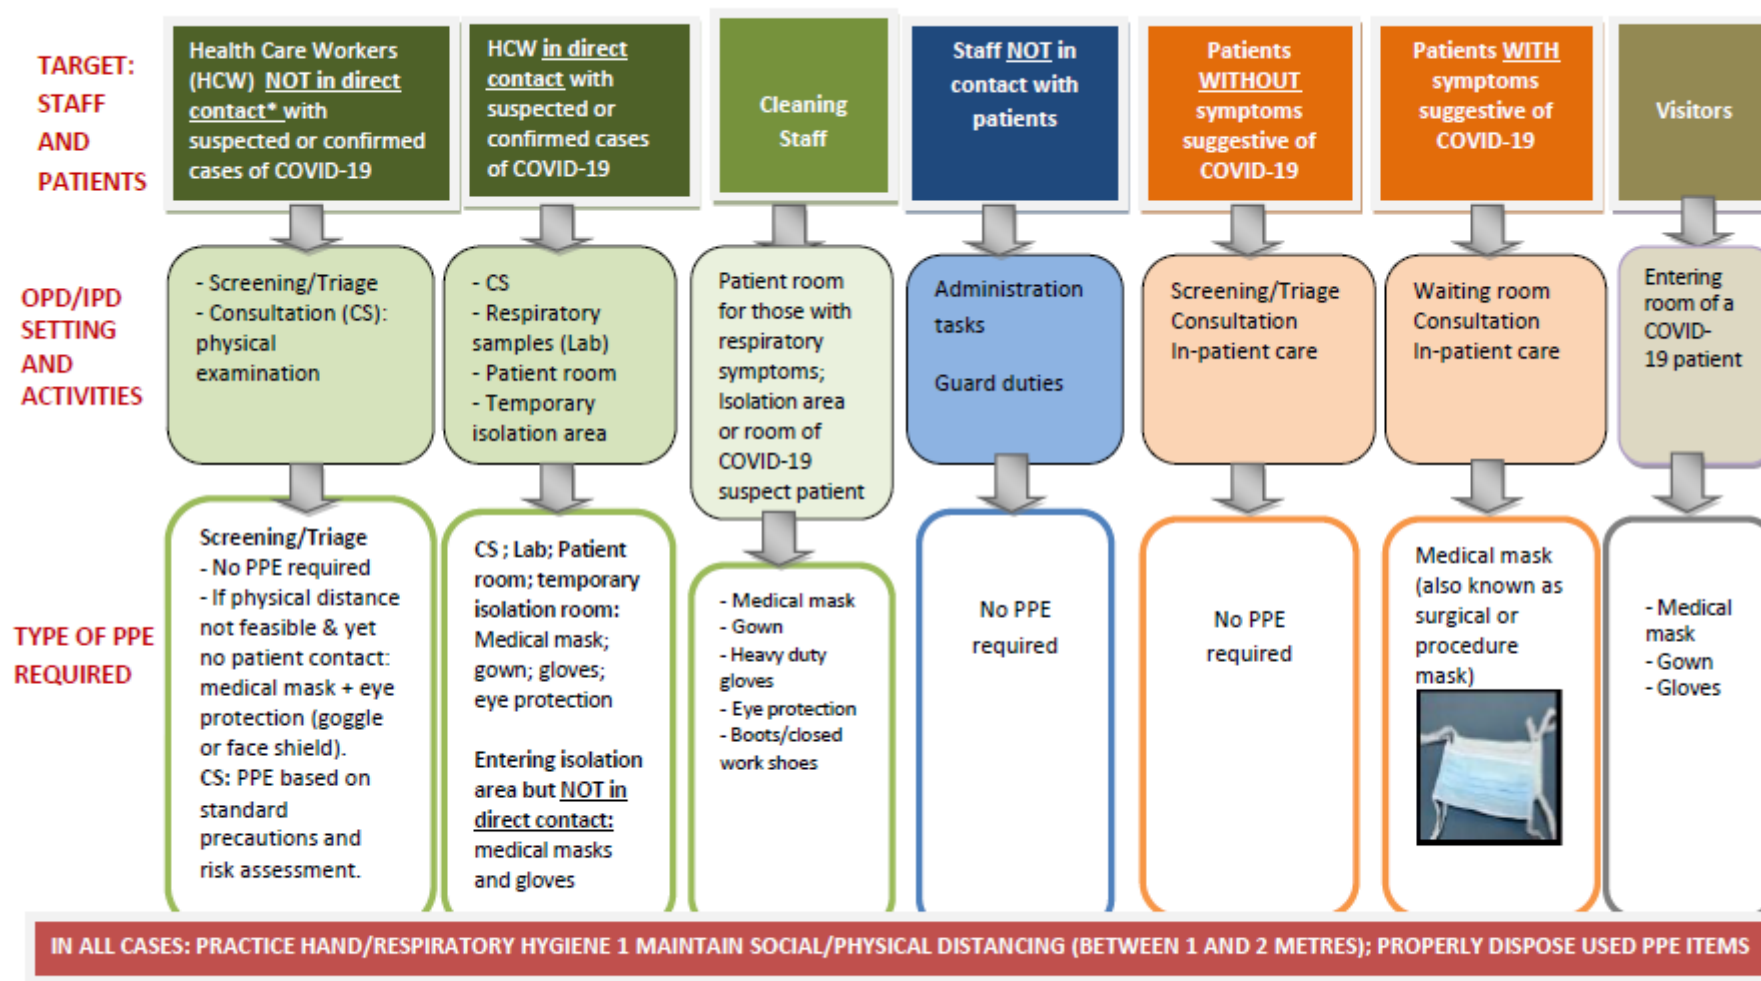 TARGET:
STAFF
AND
PATIENTS
Health Care Workers
(HCW) NOT in direct
contact* with
suspected or confirmed
cases of COVID-19
HCW in direct
contact with
suspected or
confirmed cases
of COVID-19
Cleaning
Staff
Staff NOT in
contact with
patients
Patients
WITHOUT
symptoms
suggestive of
COVID-19
Patients WITH
symptoms
suggestive of
COVID-19
Visitors
OPD/IPD
SETTING
AND
ACTIVITIES
- Screening/Triage
- Consultation (CS):
physical
examination
- CS
- Respiratory
samples (Lab)
- Patient room
- Temporary
isolation area
Patient room
for those with
respiratory
symptoms;
Isolation area
or room of
COVID-19
suspect patient
Administration
tasks
Guard duties
Screening/Triage
Consultation
In-patient care
Waiting room
Consultation
In-patient care
Entering
room of a
COVID-
19 patient
TYPE OF PPE
REQUIRED
Screening/Triage
- No PPE required
- If physical distance
not feasible & yet
no patient contact:
medical mask + eye
protection (goggle
or face shield).
CS: PPE based on
standard
precautions and
risk assessment.
CS ; Lab; Patient
room; temporary
isolation room:
Medical mask;
gown; gloves;
eye protection
Entering isolation
area but NOT in
direct contact:
medical masks
and gloves
- Medical mask
- Gown
- Heavy duty
gloves
- Eye protection
- Boots/closed
work shoes
No PPE
required
No PPE
required
Medical mask
(also known as
surgical or
procedure
mask)
- Medical
mask
- Gown
- Gloves
IN ALL CASES: PRACTICE HAND/RESPIRATORY HYGIENE 1 MAINTAIN SOCIAL/PHYSICAL DISTANCING (BETWEEN 1 AND 2 METRES); PROPERLY DISPOSE USED PPE ITEMS